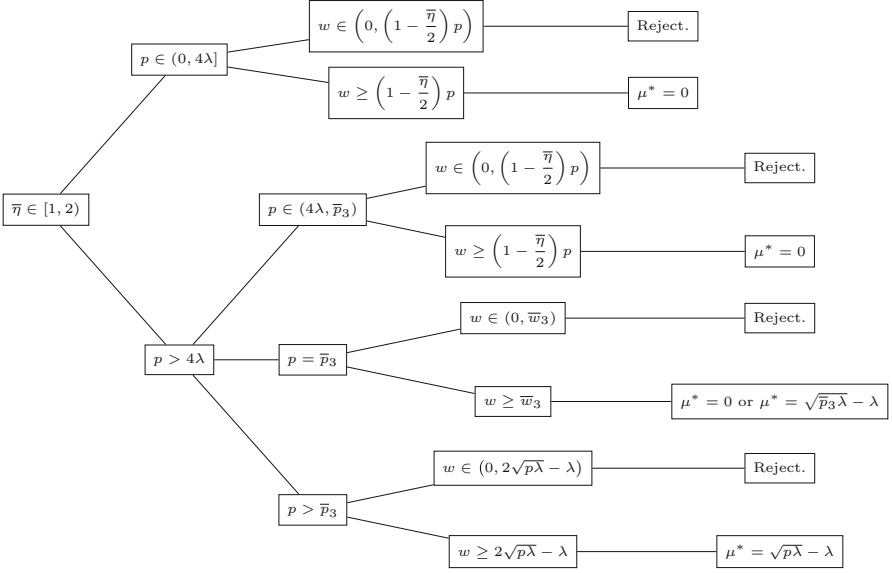 w ∈ (0, (1 − η̅/2) p)
Reject.
p ∈ (0, 4λ]
w ≥ (1 − η̅/2) p
μ* = 0
w ∈ (0, (1 − η̅/2) p)
Reject.
η̅ ∈ [1, 2)
p ∈ (4λ, p̅₃)
w ≥ (1 − η̅/2) p
μ* = 0
w ∈ (0, w̅₃)
Reject.
p > 4λ
p = p̅₃
w ≥ w̅₃
μ* = 0 or μ* = √(p̅₃λ) − λ
w ∈ (0, 2√(pλ) − λ)
Reject.
p > p̅₃
w ≥ 2√(pλ) − λ
μ* = √(pλ) − λ